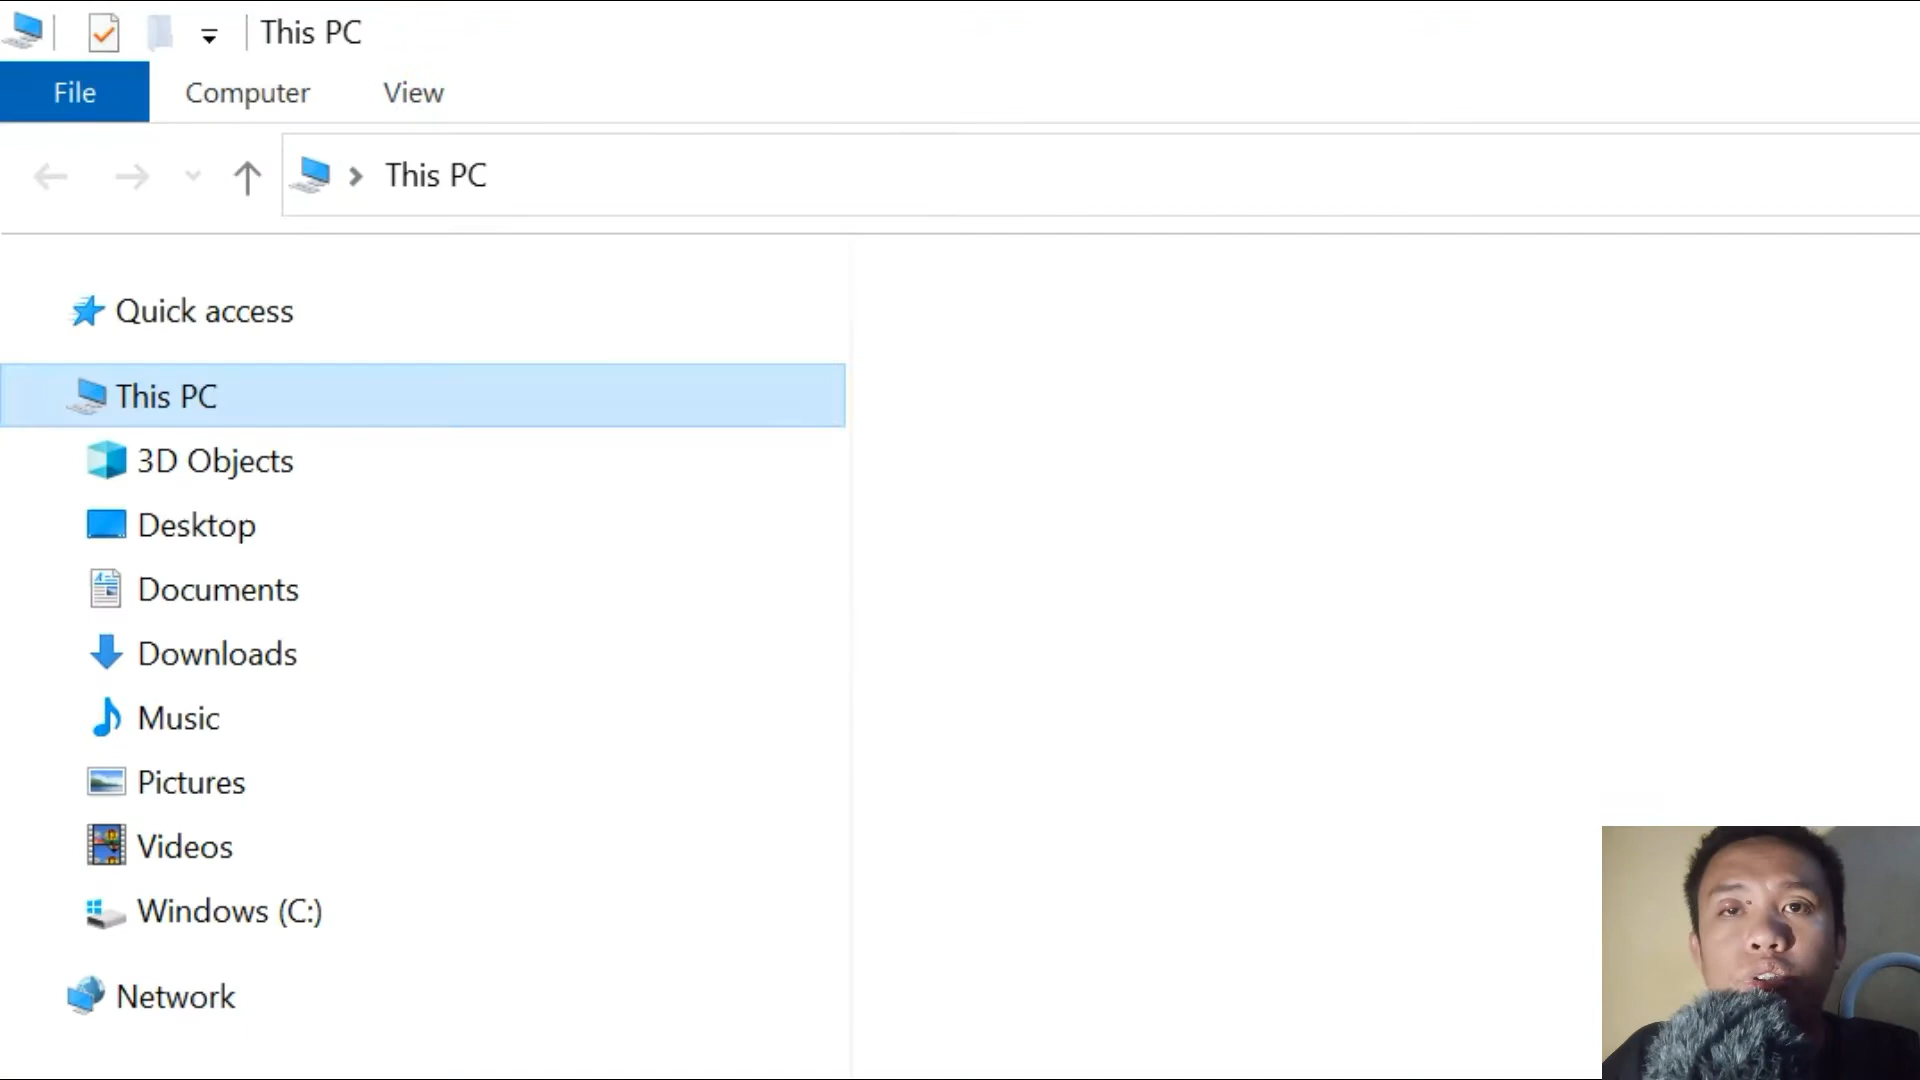 This PC
File Computer View
This PC
Quick access
This PC
3D Objects
Desktop
Documents
Downloads
Music
Pictures
Videos
Windows (C:)
Network